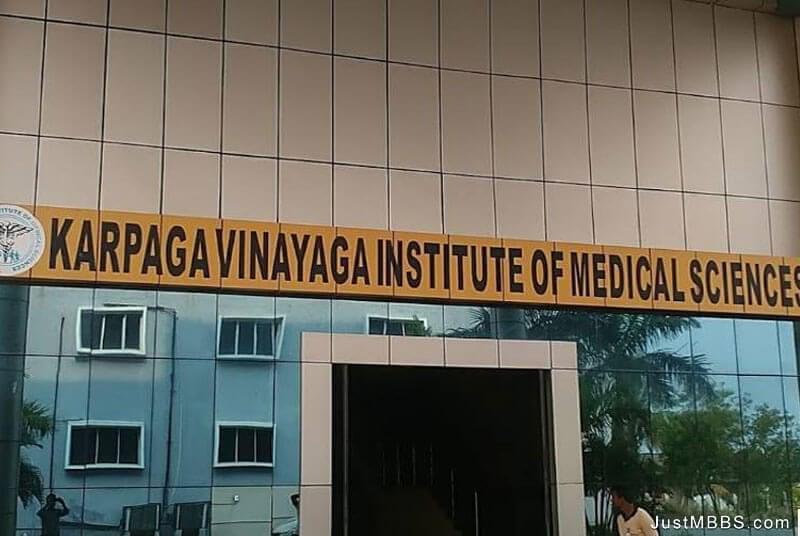 KARPAGA VINAYAGA INSTITUTE OF MEDICAL SCIENCES
JustMBBS.com